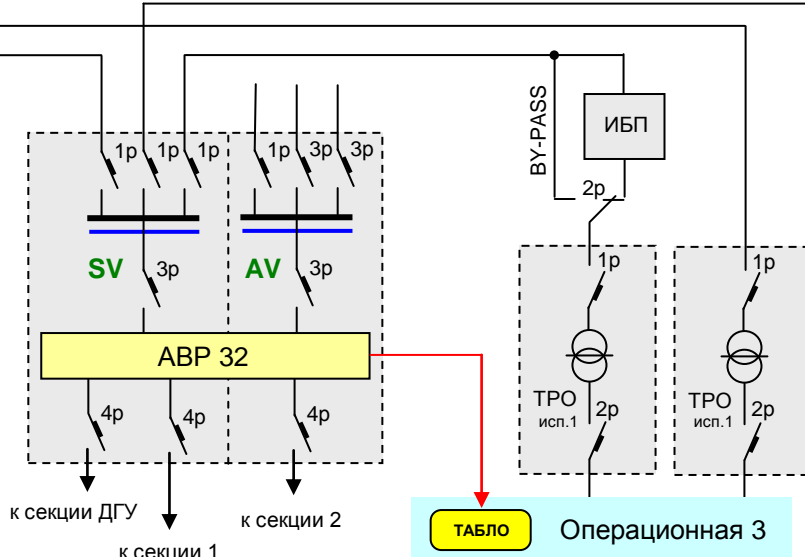 BY-PASS
ИБП
1р
1р
1р
1р
3р
3р
2р
SV
3р
AV
3р
1р
1р
АВР 32
ТРО
исп.1
2р
ТРО
исп.1
2р
4р
4р
4р
к секции ДГУ
к секции 1
к секции 2
ТАБЛО
Операционная 3